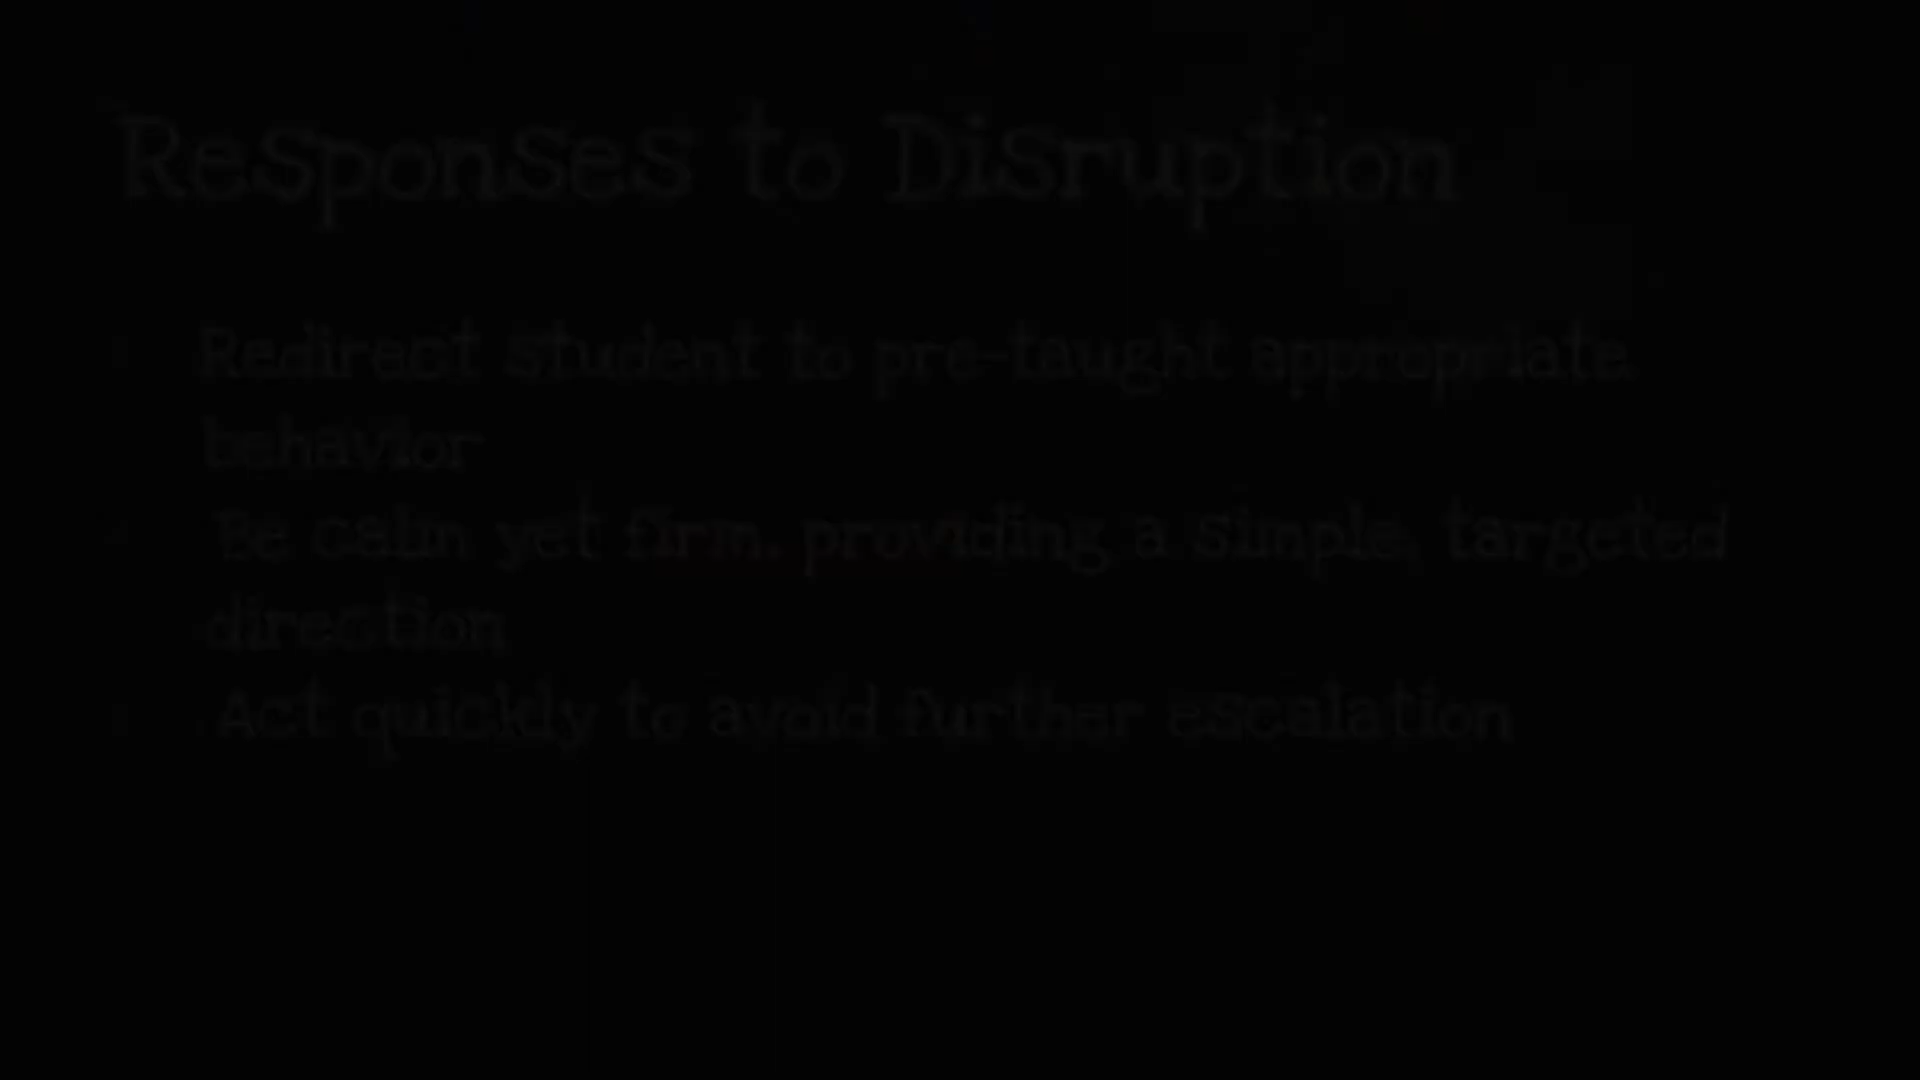 Responses to Disruption
Redirect student to pre-taught appropriate
behavior
Be calm yet firm, providing a simple, targeted
direction
Act quickly to avoid further escalation